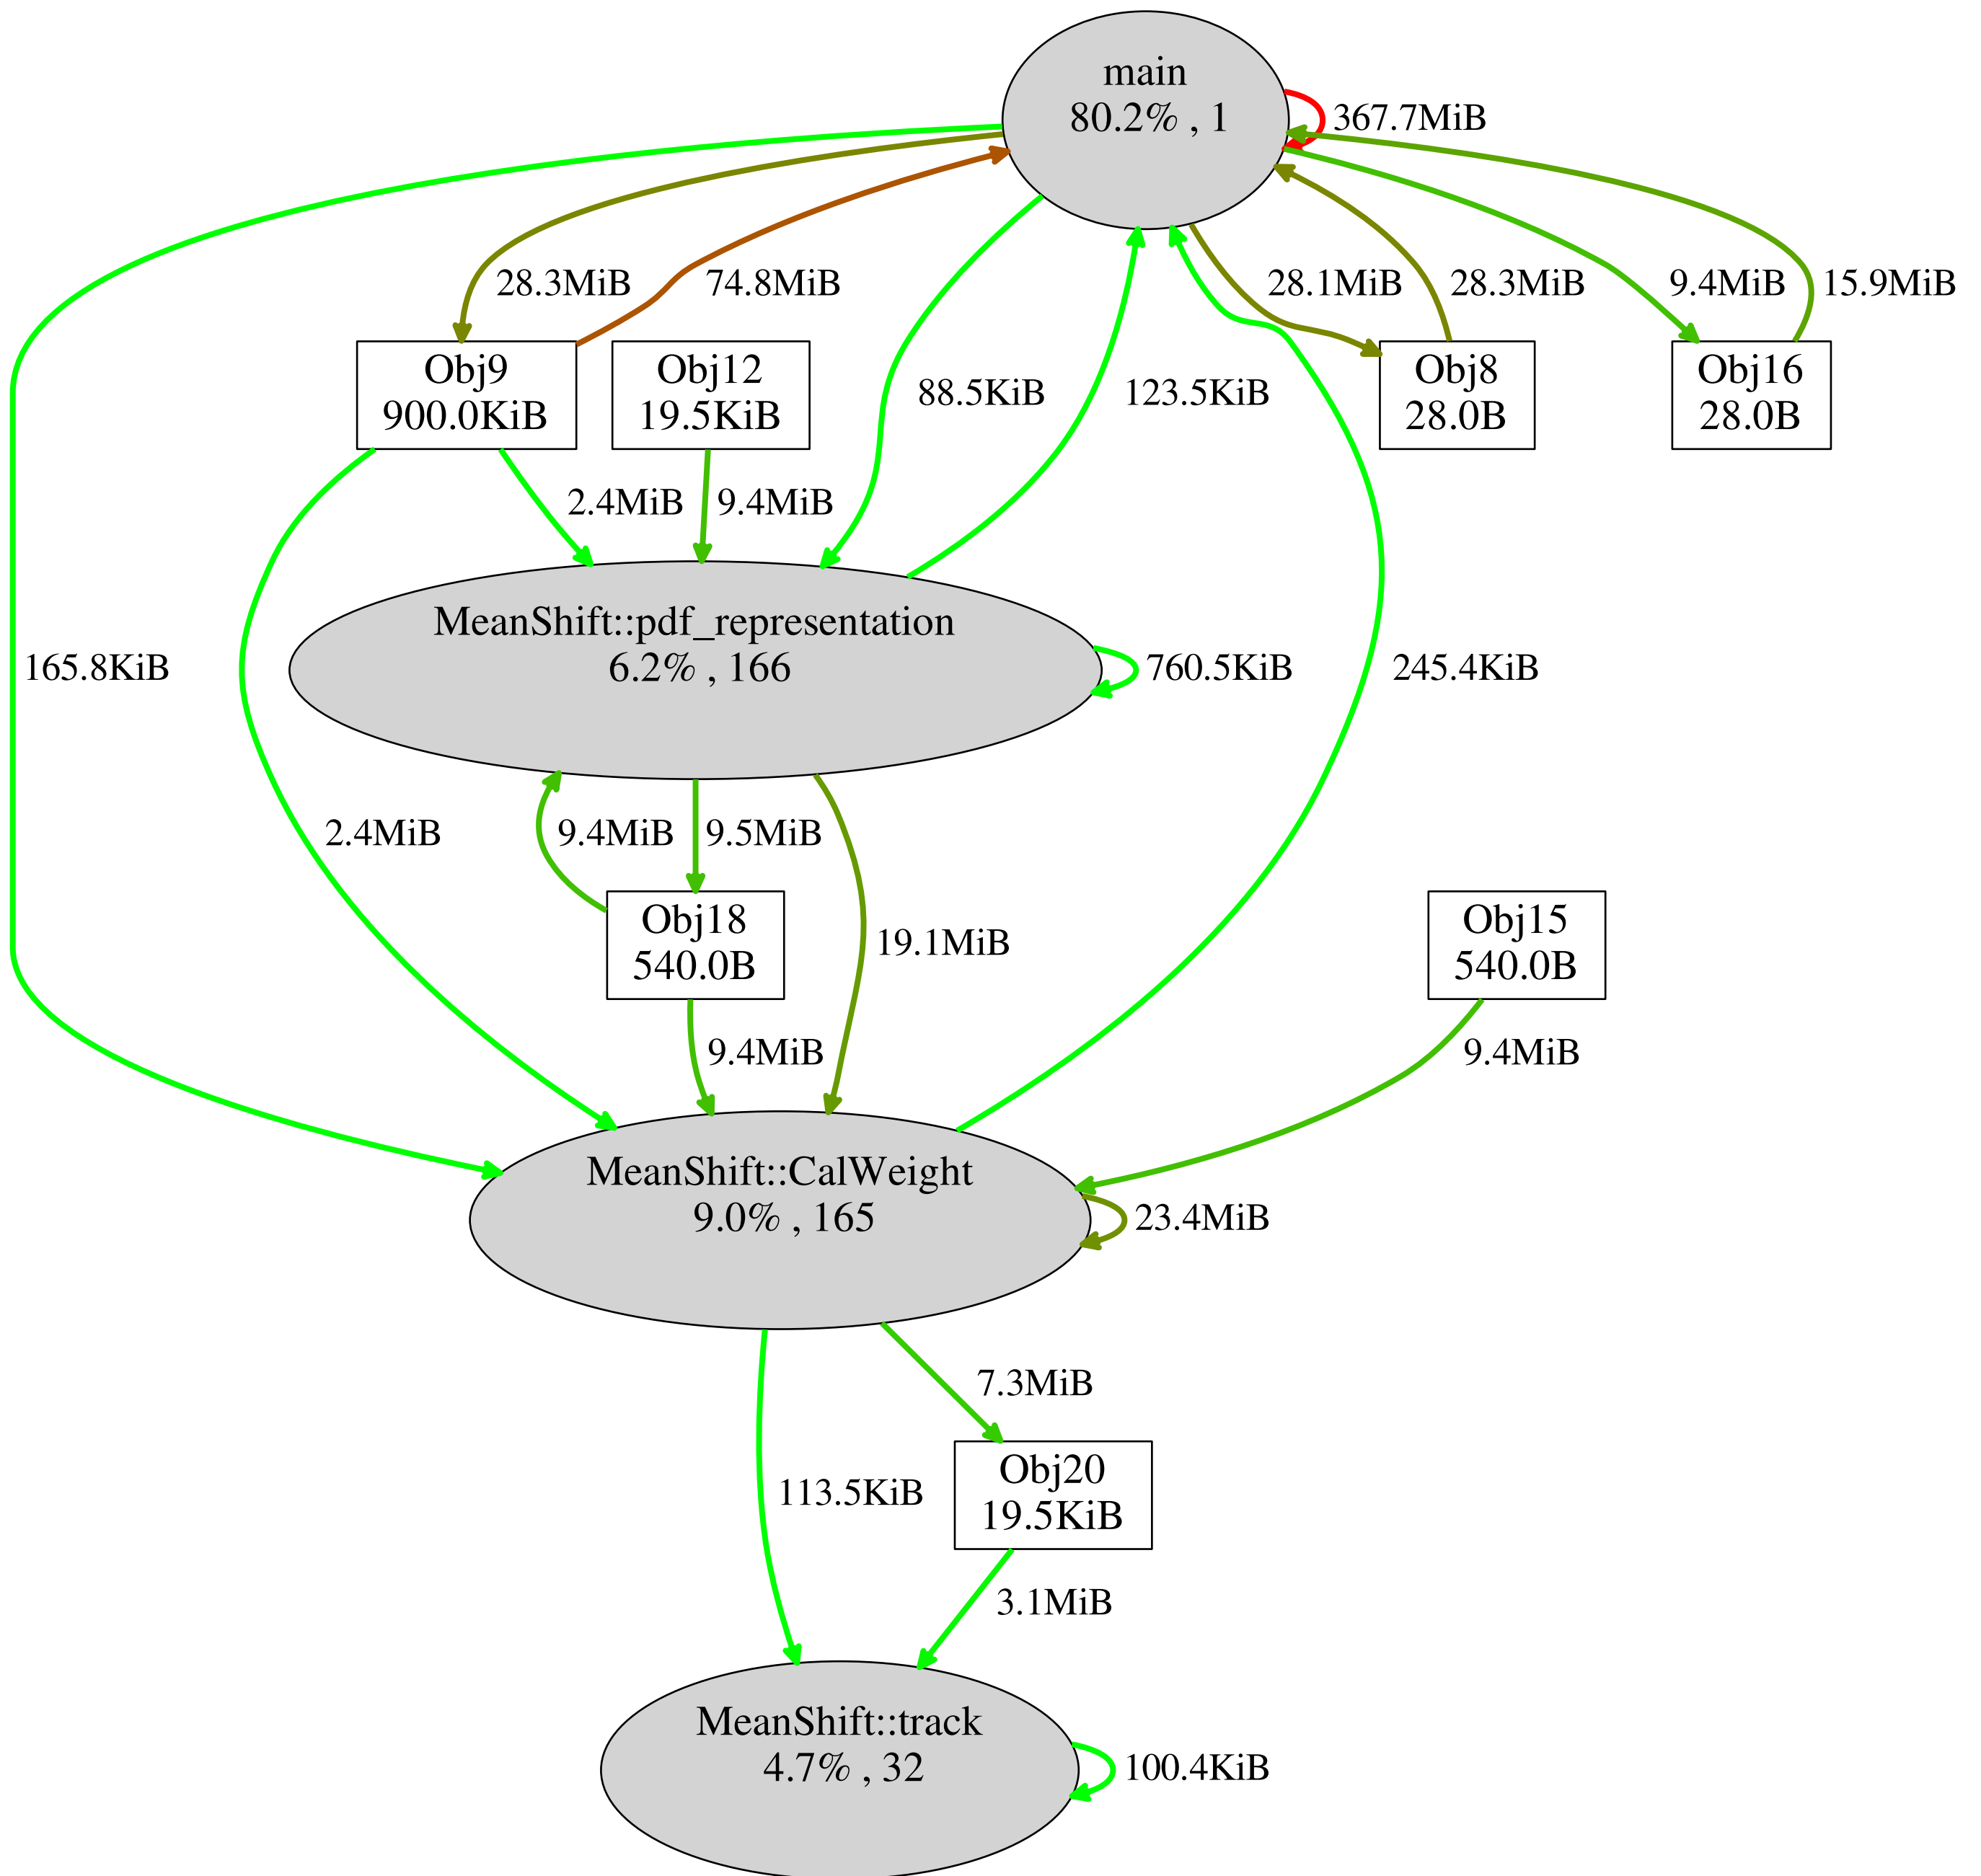 main
80.2% , 1
367.7MiB
28.3MiB
74.8MiB
28.1MiB
28.3MiB
9.4MiB
15.9MiB
Obj9
900.0KiB
Obj12
19.5KiB
88.5KiB
123.5KiB
Obj8
28.0B
Obj16
28.0B
2.4MiB
9.4MiB
MeanShift::pdf_representation
6.2% , 166
165.8KiB
760.5KiB
245.4KiB
2.4MiB
9.4MiB
9.5MiB
Obj18
540.0B
19.1MiB
Obj15
540.0B
9.4MiB
9.4MiB
MeanShift::CalWeight
9.0% , 165
23.4MiB
7.3MiB
113.5KiB
Obj20
19.5KiB
3.1MiB
MeanShift::track
4.7% , 32
100.4KiB